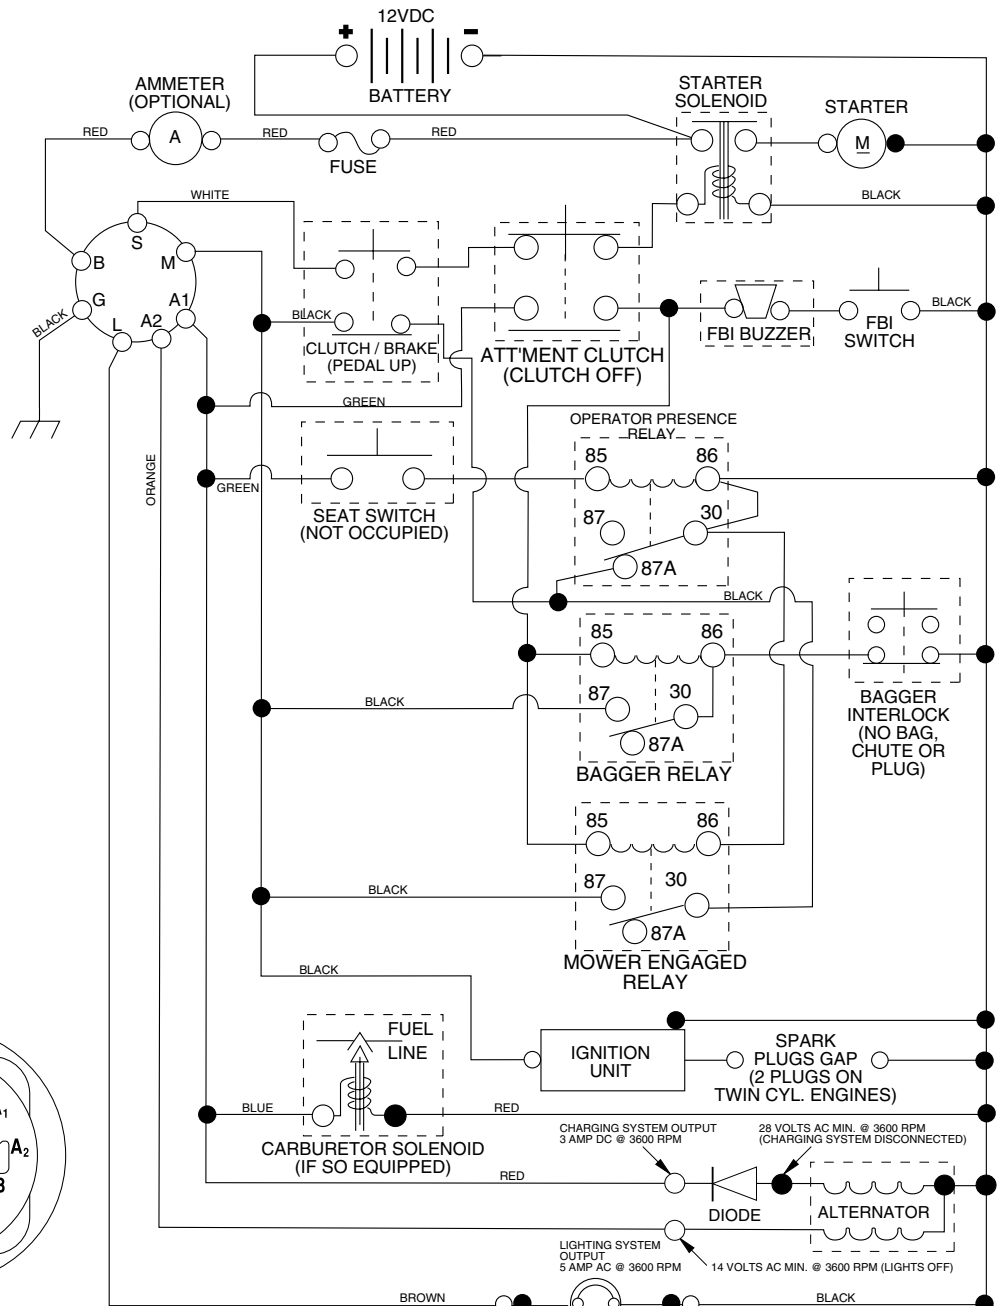 12VDC
+
-
BATTERY
AMMETER
(OPTIONAL)
STARTER
SOLENOID
STARTER
RED
A
RED
FUSE
RED
M
WHITE
BLACK
S
B
M
G
A1
L
A2
BLACK
BLACK
CLUTCH / BRAKE
(PEDAL UP)
ATT'MENT CLUTCH
(CLUTCH OFF)
FBI BUZZER
FBI
SWITCH
BLACK
GREEN
OPERATOR PRESENCE
RELAY
85
86
ORANGE
GREEN
SEAT SWITCH
(NOT OCCUPIED)
87
30
87A
BLACK
85
86
BLACK
87
30
87A
BAGGER RELAY
BAGGER
INTERLOCK
(NO BAG,
CHUTE OR
PLUG)
85
86
BLACK
87
30
87A
MOWER ENGAGED
RELAY
BLACK
FUEL
LINE
IGNITION
UNIT
SPARK
PLUGS GAP
(2 PLUGS ON
TWIN CYL. ENGINES)
BLUE
RED
CARBURETOR SOLENOID
(IF SO EQUIPPED)
CHARGING SYSTEM OUTPUT
3 AMP DC @ 3600 RPM
28 VOLTS AC MIN. @ 3600 RPM
(CHARGING SYSTEM DISCONNECTED)
RED
DIODE
ALTERNATOR
LIGHTING SYSTEM
OUTPUT
5 AMP AC @ 3600 RPM
14 VOLTS AC MIN. @ 3600 RPM (LIGHTS OFF)
BROWN
BLACK
A2